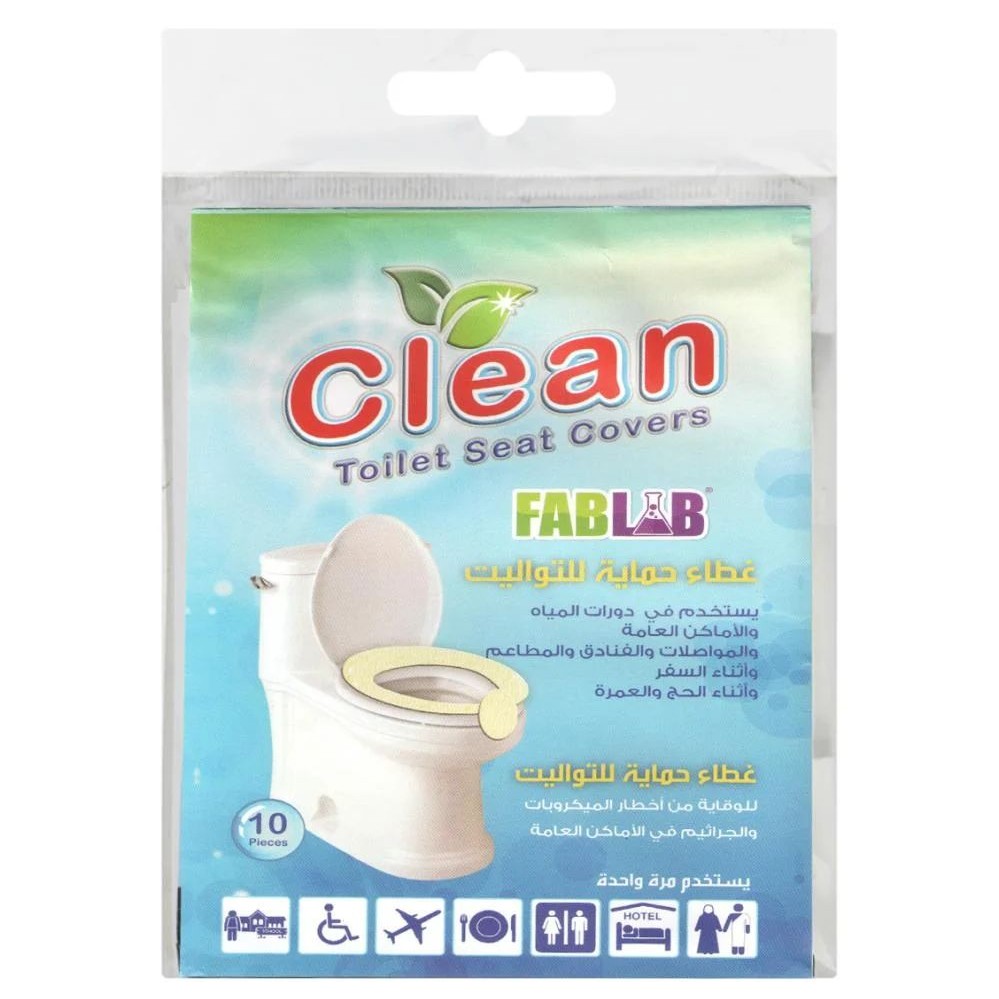 Clean
Toilet Seat Covers
FABLAB®
غطاء حماية للتواليت
يستخدم في دورات المياه
والأماكن العامة
والمواصلات والفنادق والمطاعم
وأثناء السفر
وأثناء الحج والعمرة
غطاء حماية للتواليت
للوقاية من أخطار الميكروبات
والجراثيم في الأماكن العامة
10
Pieces
يستخدم مرة واحدة
SCHOOL
HOTEL